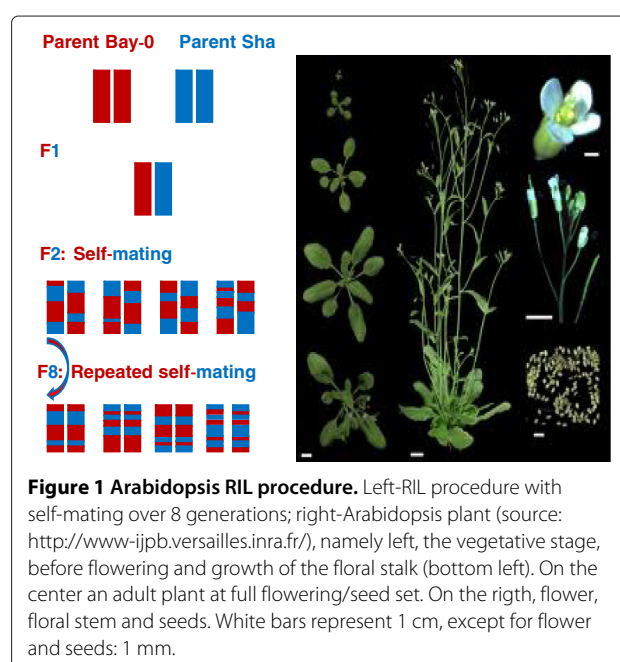 Parent Bay-0 Parent Sha
F1
F2: Self-mating
F8: Repeated self-mating
Figure 1 Arabidopsis RIL procedure. Left-RIL procedure with
self-mating over 8 generations; right-Arabidopsis plant (source:
http://www-ijpb.versailles.inra.fr/), namely left, the vegetative stage,
before flowering and growth of the floral stalk (bottom left). On the
center an adult plant at full flowering/seed set. On the rigth, flower,
floral stem and seeds. White bars represent 1 cm, except for flower
and seeds: 1 mm.